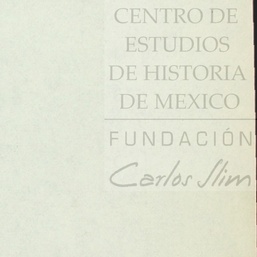 CENTRO DE
ESTUDIOS
DE HISTORIA
DE MEXICO
FUNDACIÓN
Carlos Slim